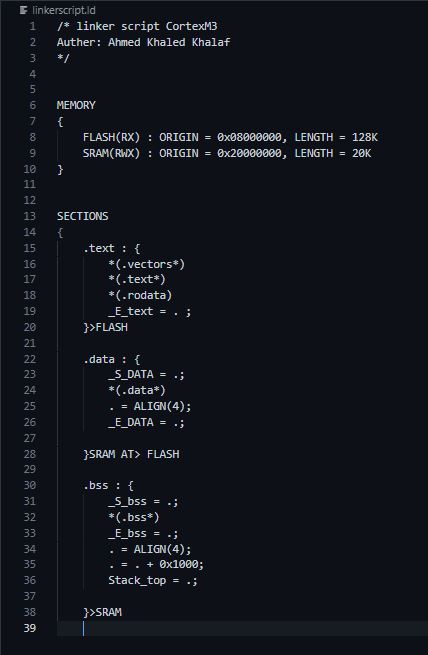 linkerscript.ld
1 /* linker script CortexM3
2 Auther: Ahmed Khaled Khalaf
3 */
4
5
6 MEMORY
7 {
8 FLASH(RX) : ORIGIN = 0x08000000, LENGTH = 128K
9 SRAM(RWX) : ORIGIN = 0x20000000, LENGTH = 20K
10 }
11
12
13 SECTIONS
14 {
15 .text : {
16 *(.vectors*)
17 *(.text*)
18 *(.rodata)
19 _E_text = . ;
20 }>FLASH
21
22 .data : {
23 _S_DATA = .;
24 *(.data*)
25 . = ALIGN(4);
26 _E_DATA = .;
27
28 }SRAM AT> FLASH
29
30 .bss : {
31 _S_bss = .;
32 *(.bss*)
33 _E_bss = .;
34 . = ALIGN(4);
35 . = . + 0x1000;
36 Stack_top = .;
37
38 }>SRAM
39